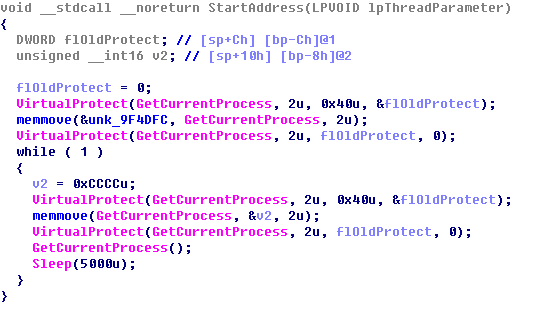 void __stdcall __noreturn StartAddress(LPVOID lpThreadParameter)
{
DWORD flOldProtect; // [sp+Ch] [bp-Ch]@1
unsigned __int16 v2; // [sp+10h] [bp-8h]@2
flOldProtect = 0;
VirtualProtect(GetCurrentProcess, 2u, 0x40u, &flOldProtect);
memmove(&unk_9F4DFC, GetCurrentProcess, 2u);
VirtualProtect(GetCurrentProcess, 2u, flOldProtect, 0);
while ( 1 )
{
v2 = 0xCCCCu;
VirtualProtect(GetCurrentProcess, 2u, 0x40u, &flOldProtect);
memmove(GetCurrentProcess, &v2, 2u);
VirtualProtect(GetCurrentProcess, 2u, flOldProtect, 0);
GetCurrentProcess();
Sleep(5000u);
}
}